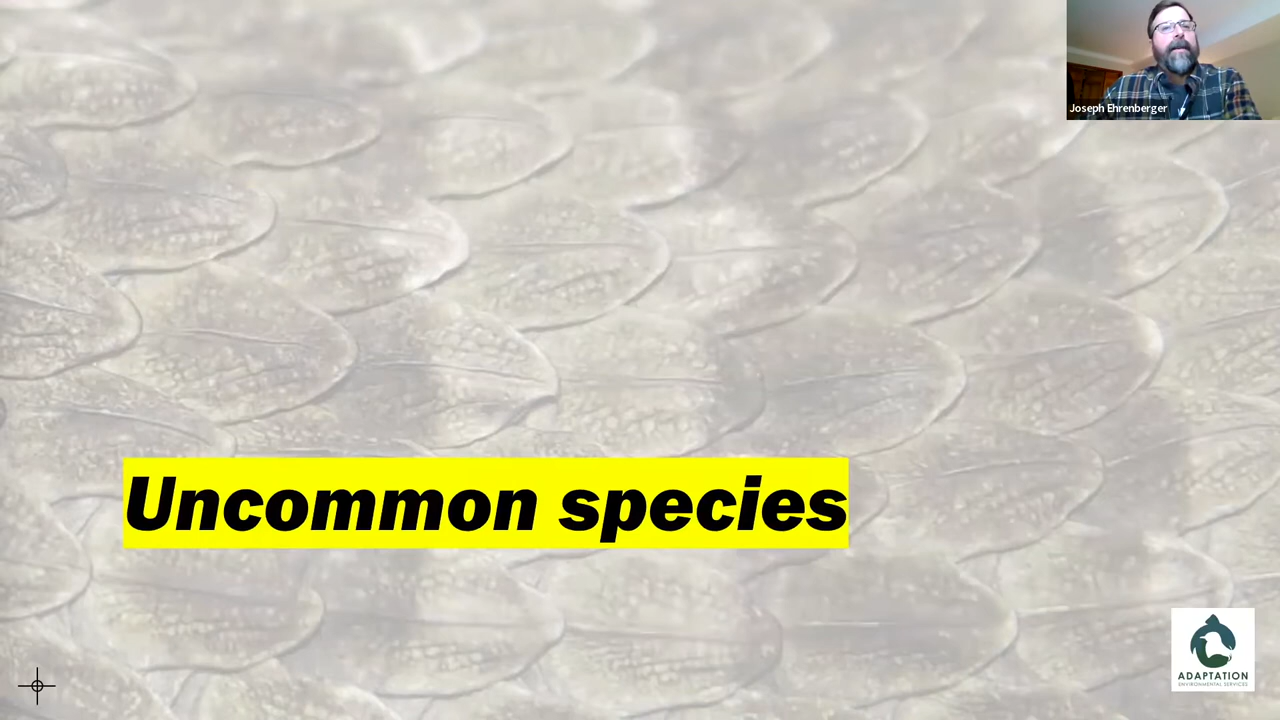 Joseph Ehrenberger
Uncommon species
ADAPTATION
ENVIRONMENTAL SERVICES